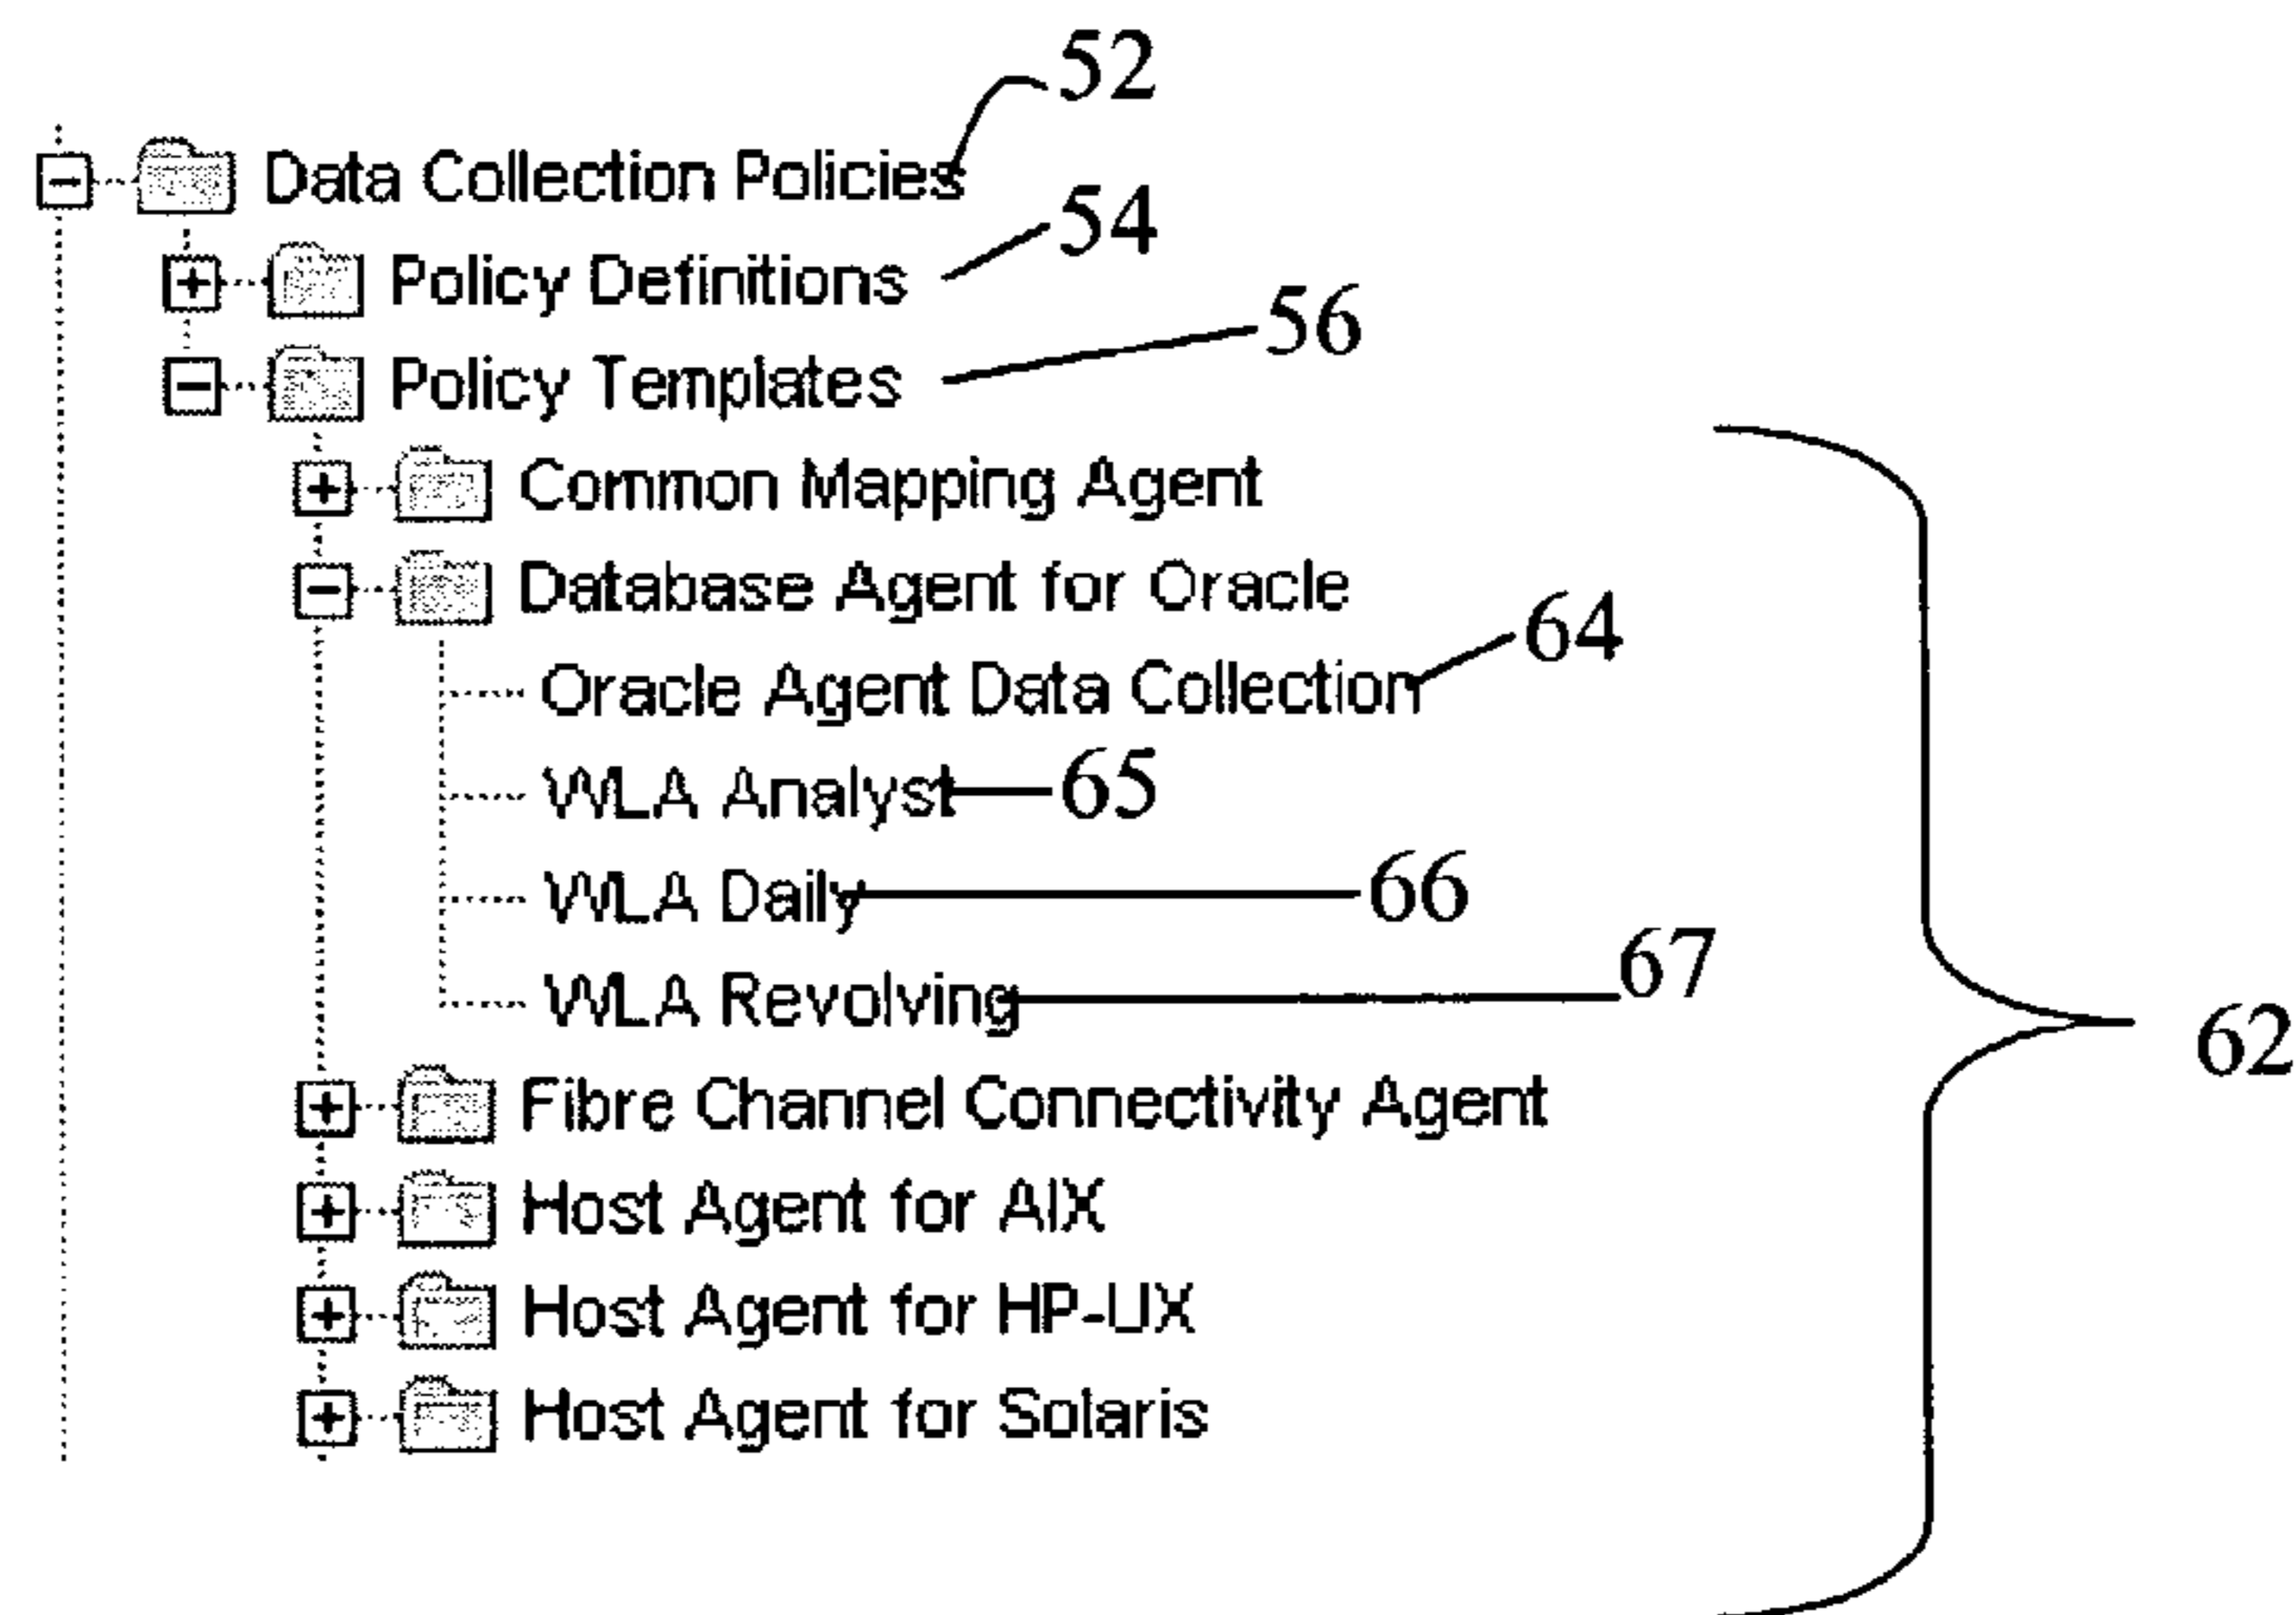 52
Data Collection Policies
54
Policy Definitions
56
Policy Templates
Common Mapping Agent
Database Agent for Oracle
64
Oracle Agent Data Collection
WLA Analyst 65
WLA Daily 66
67
WLA Revolving
62
Fibre Channel Connectivity Agent
Host Agent for AIX
Host Agent for HP-UX
Host Agent for Solaris